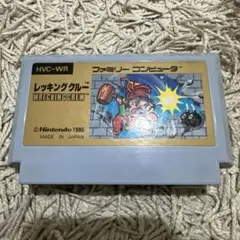 HVC-WR
ファミリー コンピュータ
レッキングクルー
WRECKING CREW
©Nintendo 1985
MADE IN JAPAN